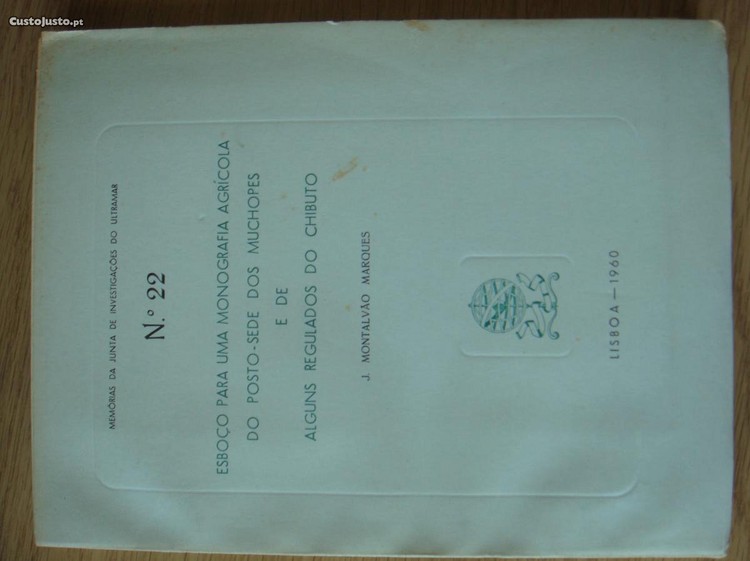 CustoJusto.pt
MEMÓRIAS DA JUNTA DE INVESTIGAÇÕES DO ULTRAMAR
N.º 22
ESBOÇO PARA UMA MONOGRAFIA AGRÍCOLA
DO POSTO-SEDE DOS MUCHOPES
E DE
ALGUNS REGULADOS DO CHIBUTO
J. MONTALVÃO MARQUES
LISBOA — 1960